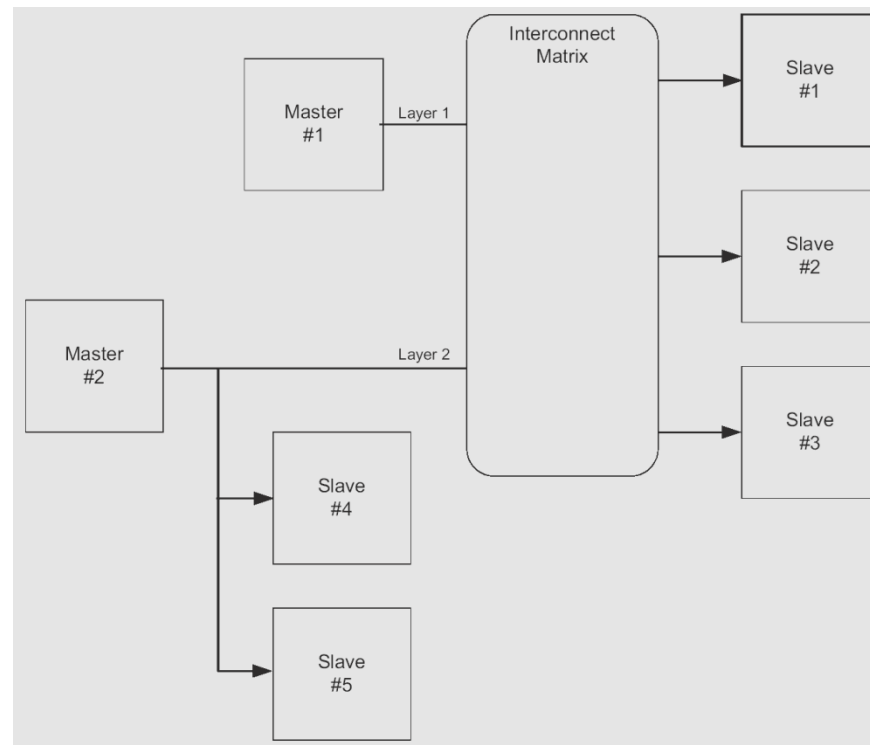 Interconnect
Matrix
Slave
#1
Master
#1
Layer 1
Slave
#2
Master
#2
Layer 2
Slave
#3
Slave
#4
Slave
#5